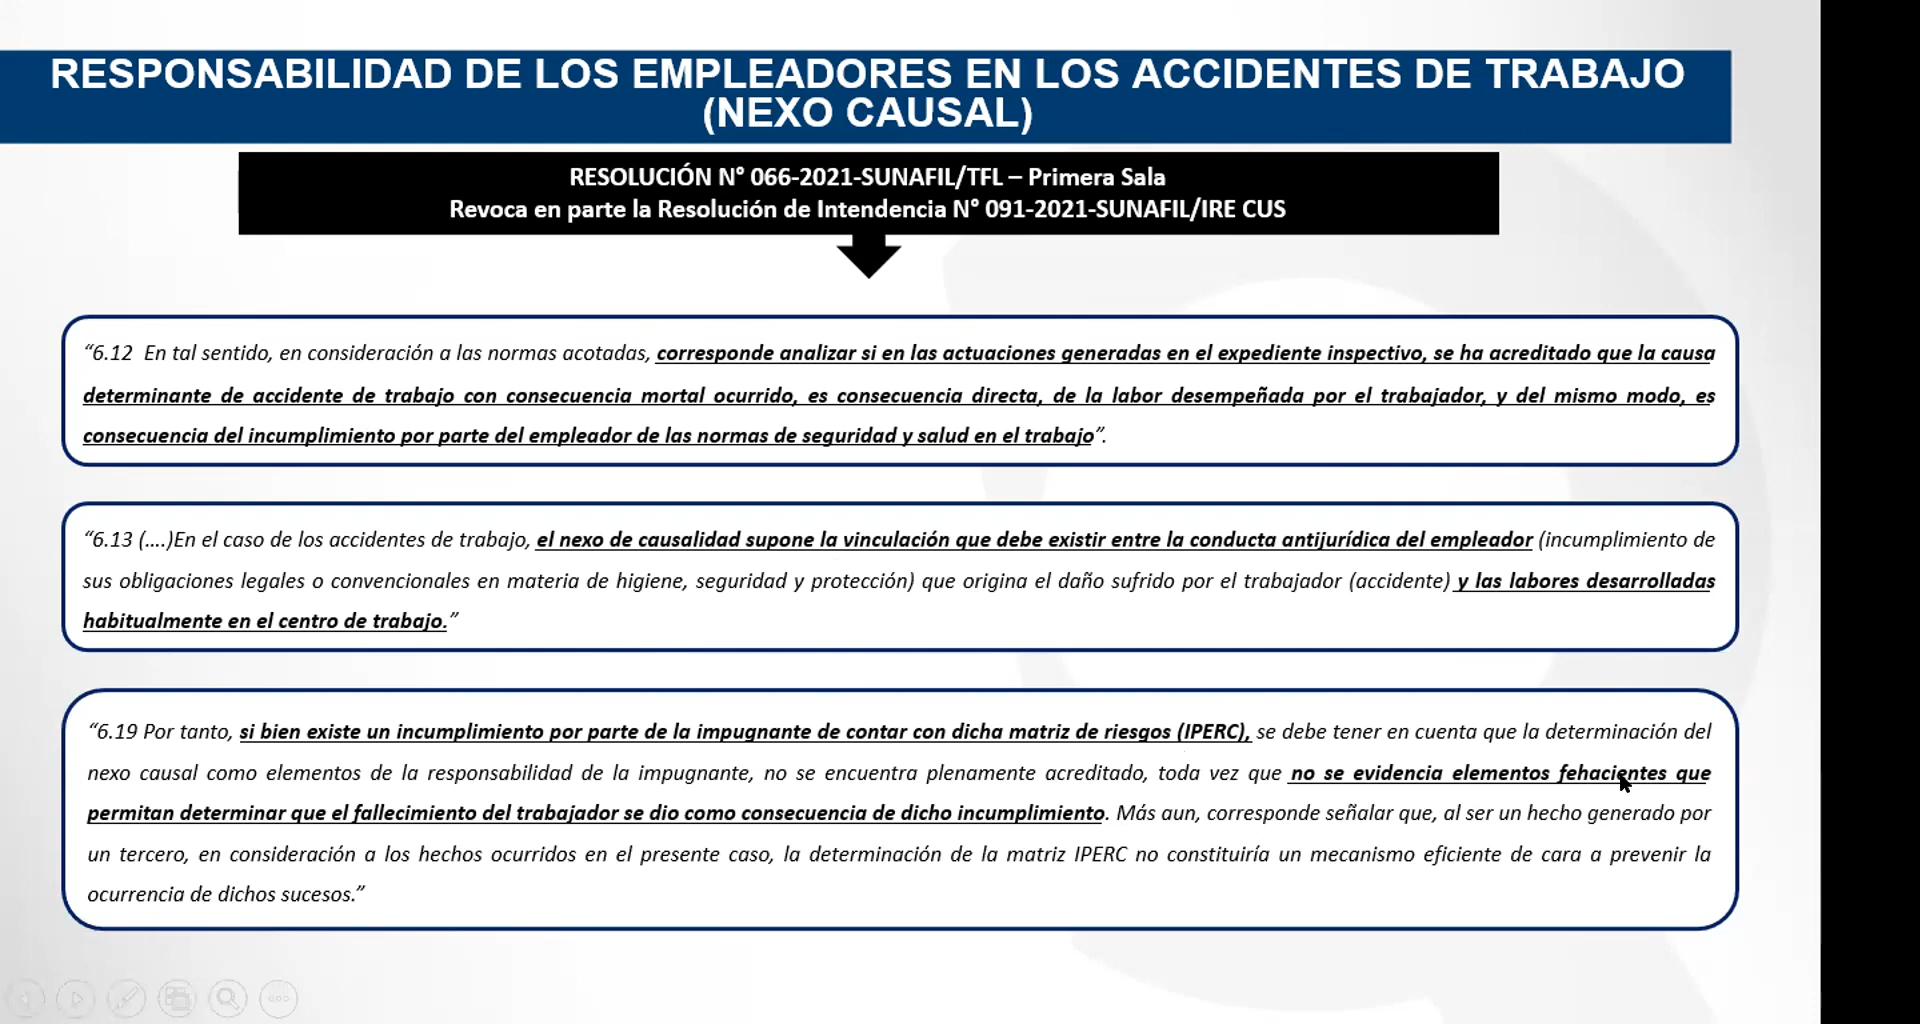 RESPONSABILIDAD DE LOS EMPLEADORES EN LOS ACCIDENTES DE TRABAJO
(NEXO CAUSAL)
RESOLUCIÓN N° 066-2021-SUNAFIL/TFL – Primera Sala
Revoca en parte la Resolución de Intendencia N° 091-2021-SUNAFIL/IRE CUS
“6.12 En tal sentido, en consideración a las normas acotadas, corresponde analizar si en las actuaciones generadas en el expediente inspectivo, se ha acreditado que la causa
determinante de accidente de trabajo con consecuencia mortal ocurrido, es consecuencia directa, de la labor desempeñada por el trabajador, y del mismo modo, es
consecuencia del incumplimiento por parte del empleador de las normas de seguridad y salud en el trabajo”.
“6.13 (....)En el caso de los accidentes de trabajo, el nexo de causalidad supone la vinculación que debe existir entre la conducta antijurídica del empleador (incumplimiento de
sus obligaciones legales o convencionales en materia de higiene, seguridad y protección) que origina el daño sufrido por el trabajador (accidente) y las labores desarrolladas
habitualmente en el centro de trabajo.”
“6.19 Por tanto, si bien existe un incumplimiento por parte de la impugnante de contar con dicha matriz de riesgos (IPERC), se debe tener en cuenta que la determinación del
nexo causal como elementos de la responsabilidad de la impugnante, no se encuentra plenamente acreditado, toda vez que no se evidencia elementos fehacientes que
permitan determinar que el fallecimiento del trabajador se dio como consecuencia de dicho incumplimiento. Más aun, corresponde señalar que, al ser un hecho generado por
un tercero, en consideración a los hechos ocurridos en el presente caso, la determinación de la matriz IPERC no constituiría un mecanismo eficiente de cara a prevenir la
ocurrencia de dichos sucesos.”